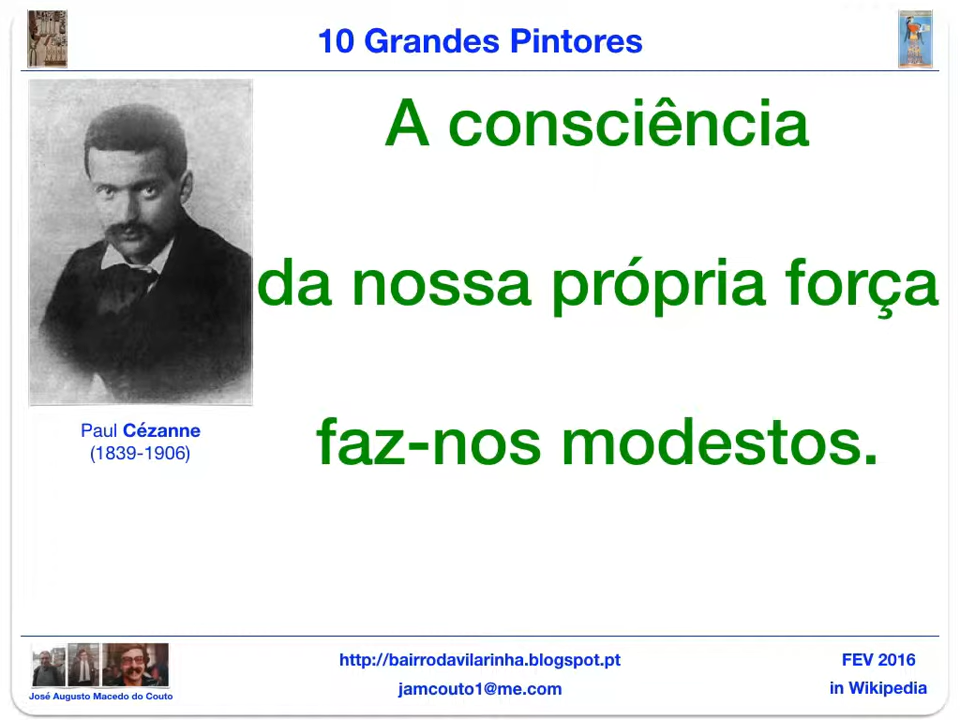 10 Grandes Pintores
A consciência
da nossa própria força
faz-nos modestos.
Paul Cézanne
(1839-1906)
José Augusto Macedo do Couto
http://bairrodavilarinha.blogspot.pt
jamcouto1@me.com
FEV 2016
in Wikipedia